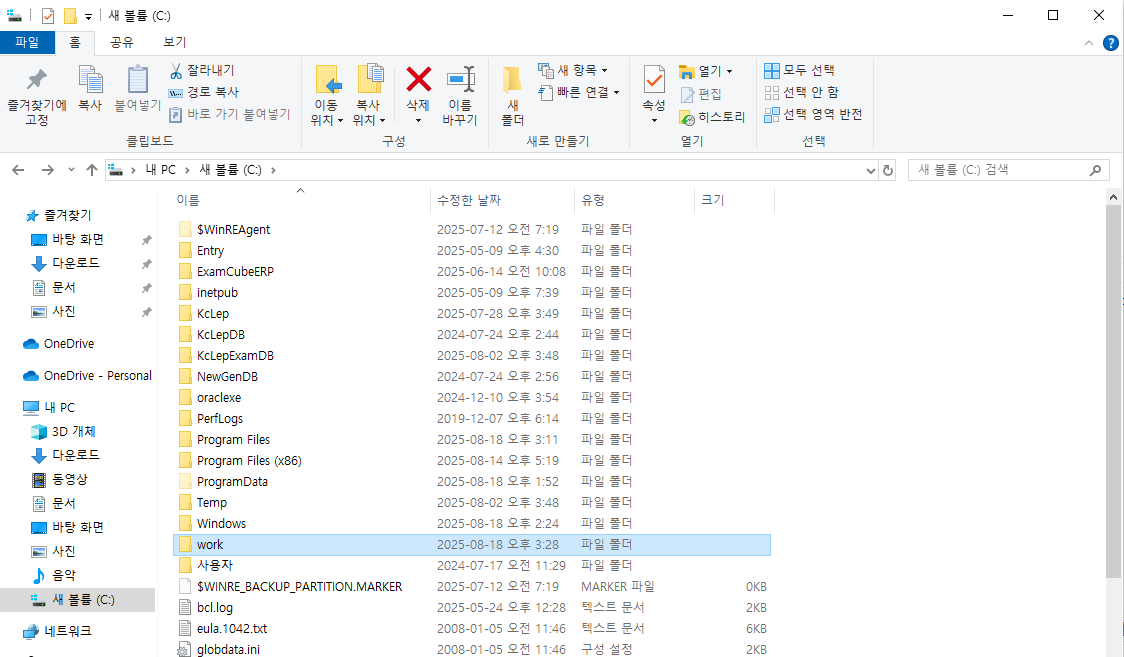 새 볼륨 (C:)
파일 홈 공유 보기
즐겨찾기에 고정
복사
붙여넣기
잘라내기
경로 복사
바로 가기 붙여넣기
클립보드
이동 위치
복사 위치
삭제
이름 바꾸기
구성
새 폴더
새 항목
빠른 연결
새로 만들기
속성
열기
편집
히스토리
열기
모두 선택
선택 안 함
선택 영역 반전
선택
내 PC 새 볼륨 (C:)
새 볼륨 (C:) 검색
즐겨찾기
바탕 화면
다운로드
문서
사진
OneDrive
OneDrive - Personal
내 PC
3D 개체
다운로드
동영상
문서
바탕 화면
사진
음악
새 볼륨 (C:)
네트워크
이름 수정한 날짜 유형 크기
$WinREAgent 2025-07-12 오전 7:19 파일 폴더
Entry 2025-05-09 오후 4:30 파일 폴더
ExamCubeERP 2025-06-14 오전 10:08 파일 폴더
inetpub 2025-05-09 오후 7:39 파일 폴더
KcLep 2025-07-28 오후 3:49 파일 폴더
KcLepDB 2024-07-24 오후 2:44 파일 폴더
KcLepExamDB 2025-08-02 오후 3:48 파일 폴더
NewGenDB 2024-07-24 오후 2:56 파일 폴더
oraclexe 2024-12-10 오후 3:54 파일 폴더
PerfLogs 2019-12-07 오후 6:14 파일 폴더
Program Files 2025-08-18 오후 3:11 파일 폴더
Program Files (x86) 2025-08-14 오후 5:19 파일 폴더
ProgramData 2025-08-18 오후 1:52 파일 폴더
Temp 2025-08-02 오후 3:48 파일 폴더
Windows 2025-08-18 오후 2:24 파일 폴더
work 2025-08-18 오후 3:28 파일 폴더
사용자 2024-07-17 오전 11:29 파일 폴더
$WINRE_BACKUP_PARTITION.MARKER 2025-07-12 오전 7:19 MARKER 파일 0KB
bcl.log 2025-05-24 오후 12:28 텍스트 문서 2KB
eula.1042.txt 2008-01-05 오전 11:46 텍스트 문서 6KB
globdata.ini 2008-01-05 오전 11:46 구성 설정 2KB